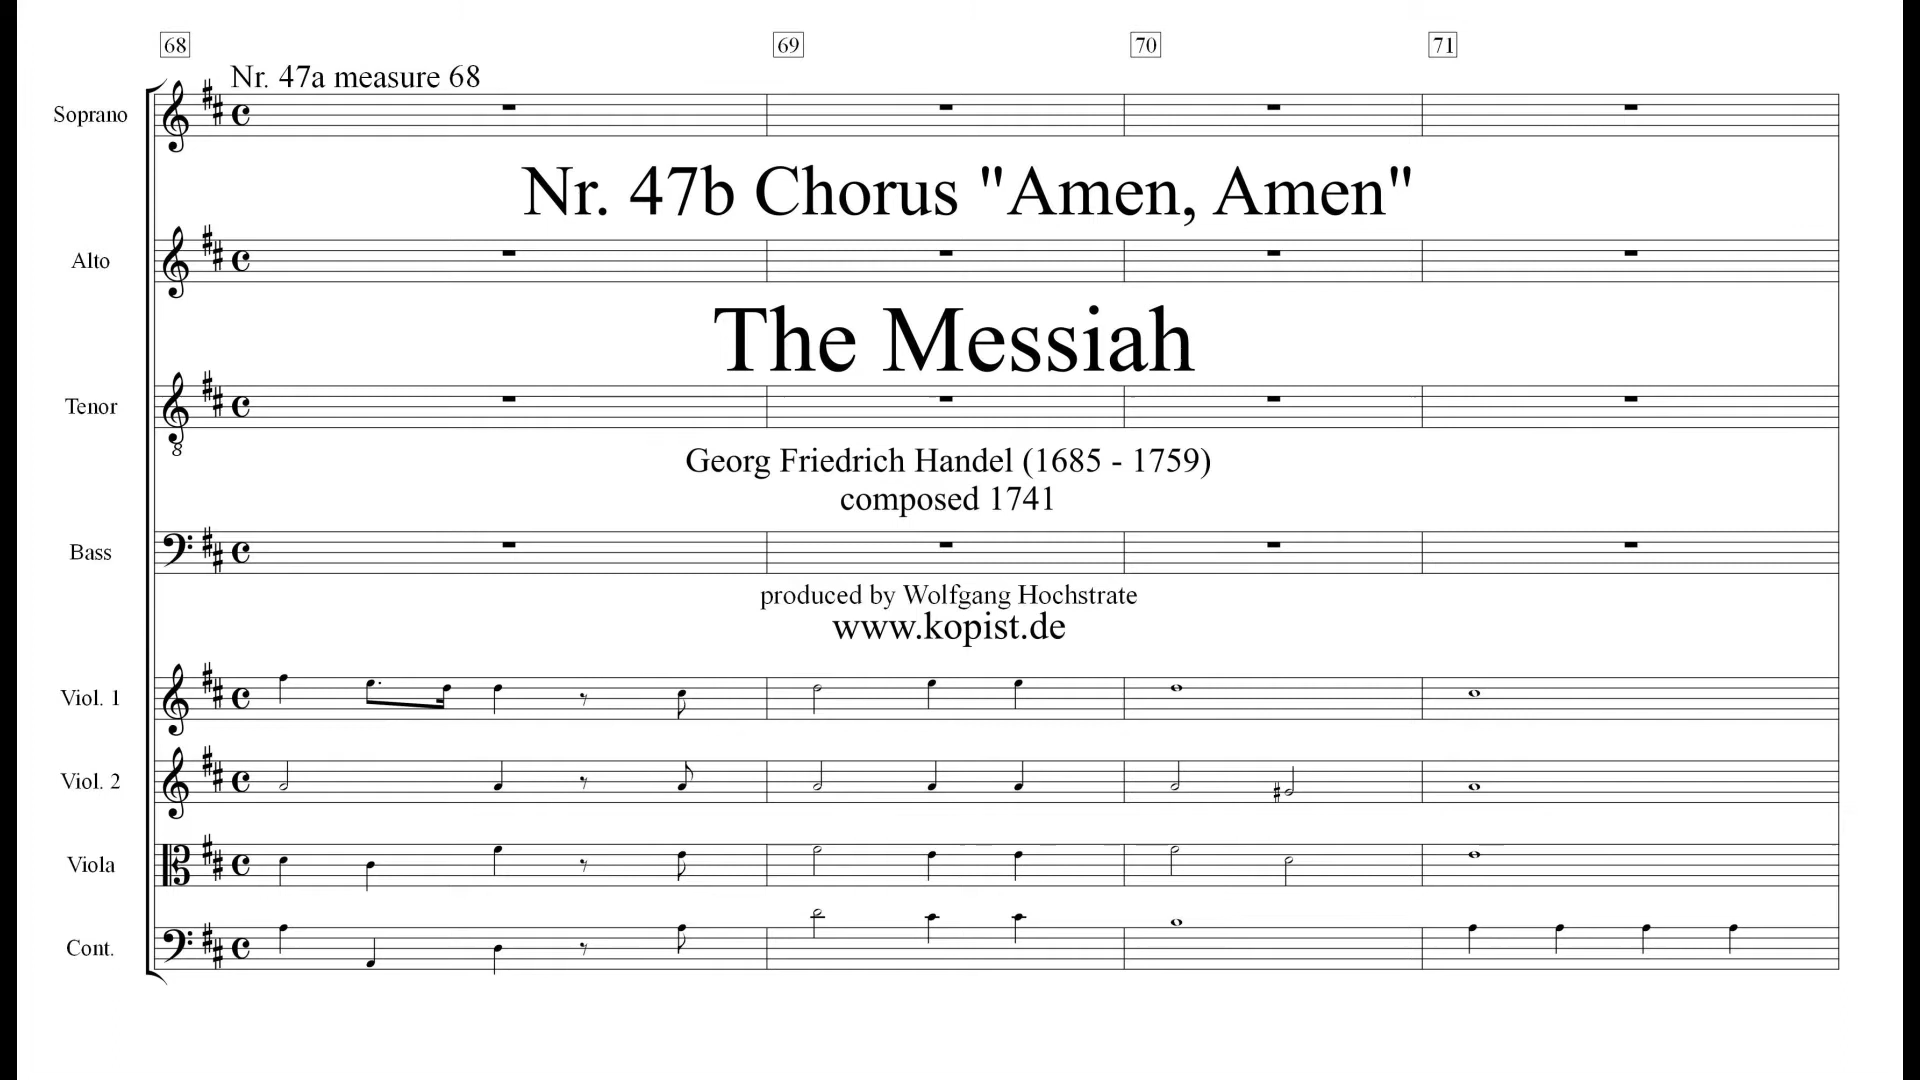 68 69 70 71
Nr. 47a measure 68
Soprano
Nr. 47b Chorus "Amen, Amen"
Alto
The Messiah
Tenor
8
Georg Friedrich Handel (1685 - 1759)
composed 1741
Bass
produced by Wolfgang Hochstrate
www.kopist.de
Viol. 1
Viol. 2
Viola
Cont.